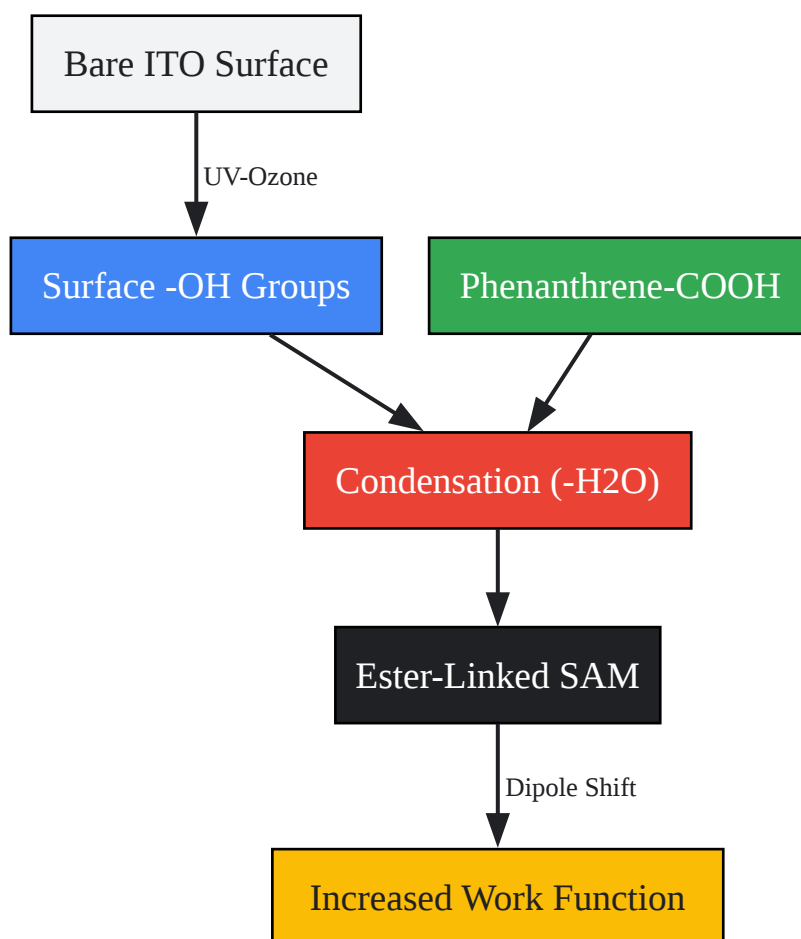 Bare ITO Surface
UV-Ozone
Surface -OH Groups
Phenanthrene-COOH
Condensation (-H2O)
Ester-Linked SAM
Dipole Shift
Increased Work Function